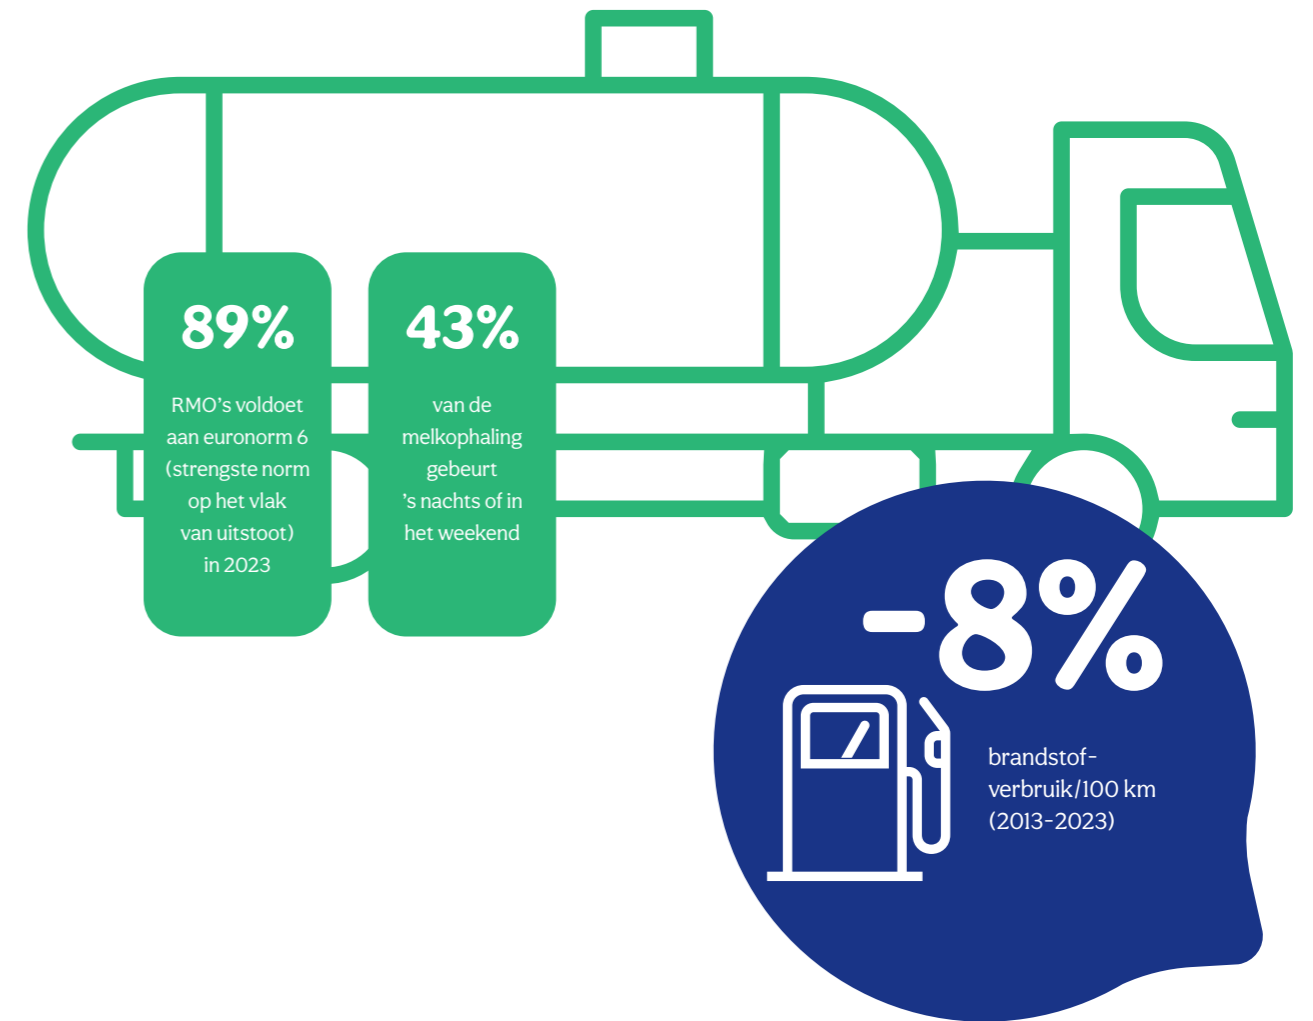 89%
RMO’s voldoet
aan euronorm 6
(strengste norm
op het vlak
van uitstoot)
in 2023
43%
van de
melkophaling
gebeurt
’s nachts of in
het weekend
-8%
brandstof-
verbruik/100 km
(2013-2023)